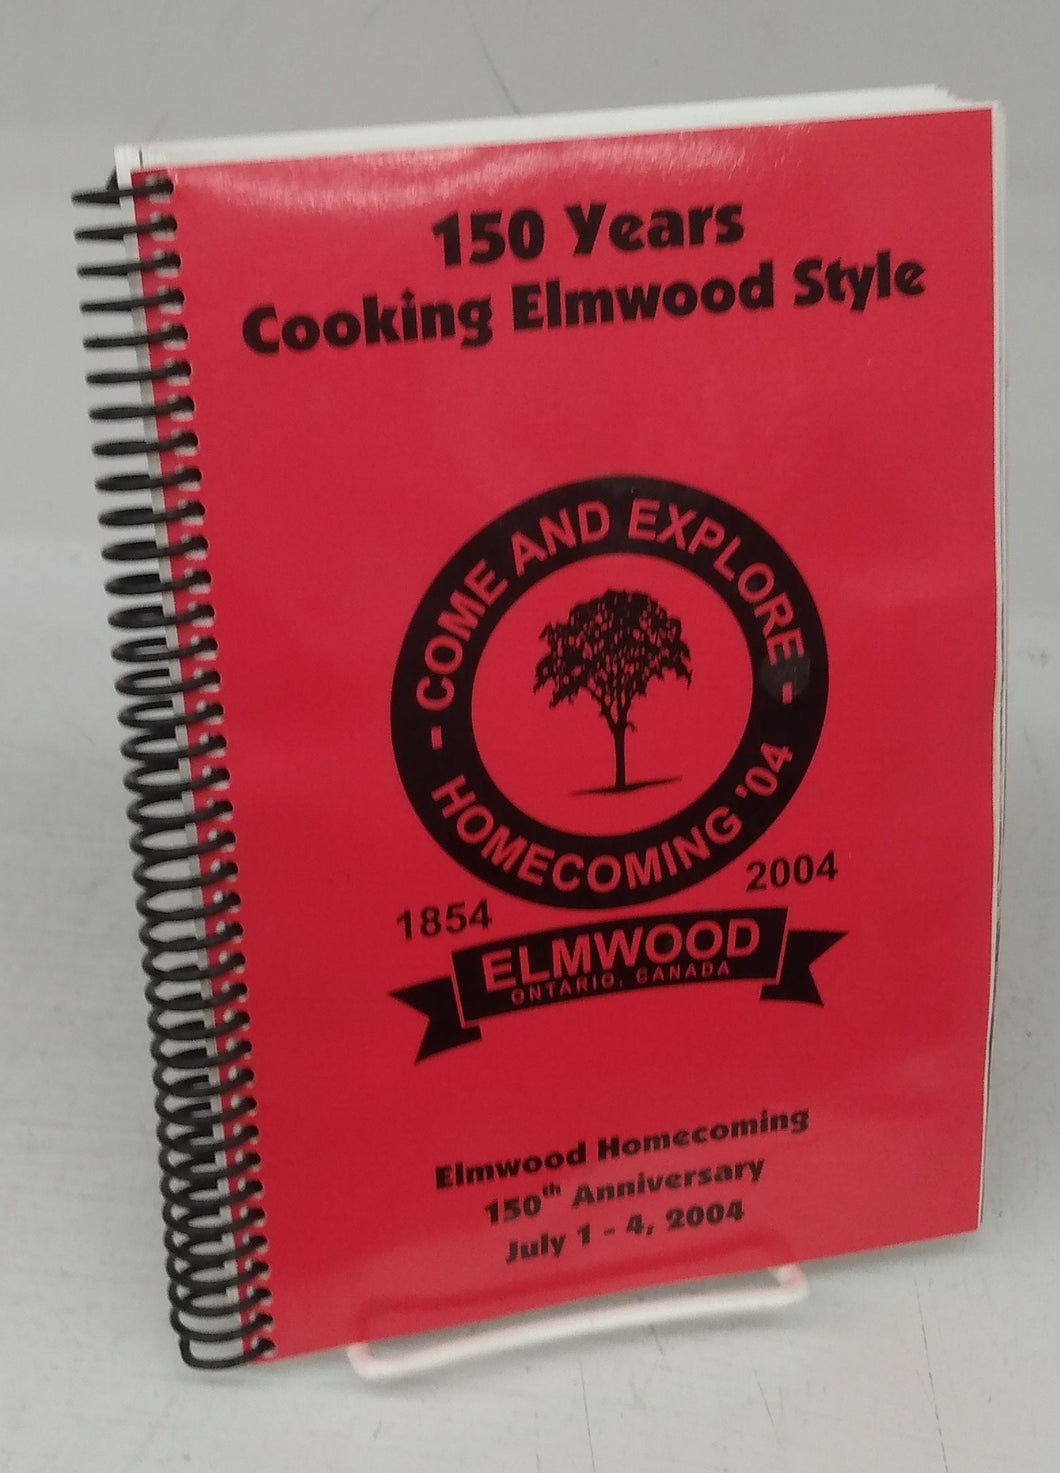 150 Years
Cooking Elmwood Style
- COME AND EXPLORE -
HOMECOMING '04
1854
2004
ELMWOOD
ONTARIO, CANADA
Elmwood Homecoming
150th Anniversary
July 1 - 4, 2004